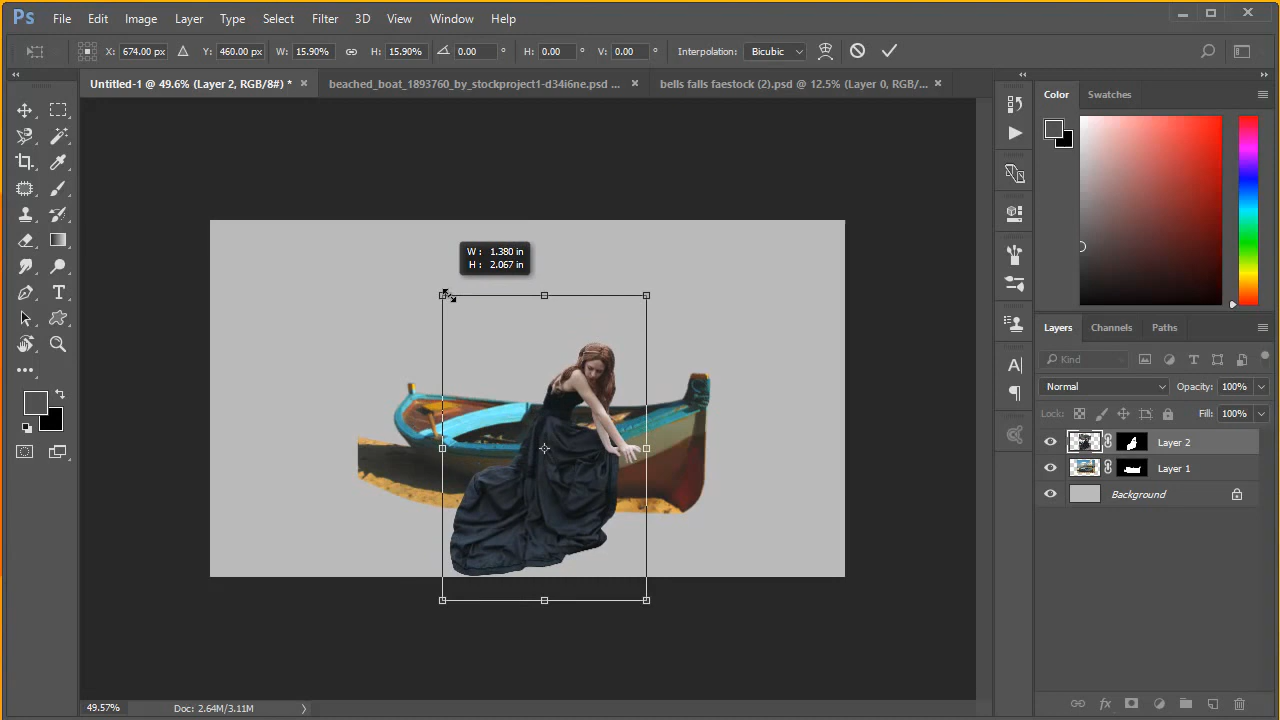 Ps File Edit Image Layer Type Select Filter 3D View Window Help
X: 674.00 px Y: 460.00 px W: 15.90% H: 15.90% 0.00 ° H: 0.00 ° V: 0.00 ° Interpolation: Bicubic
Untitled-1 @ 49.6% (Layer 2, RGB/8#) * × beached_boat_1893760_by_stockproject1-d34i6ne.psd ... × bells falls faestock (2).psd @ 12.5% (Layer 0, RGB/... ×
Color Swatches
W : 1.380 in
H : 2.067 in
Layers Channels Paths
Kind
Normal Opacity: 100%
Lock: Fill: 100%
Layer 2
Layer 1
Background
49.57% Doc: 2.64M/3.11M